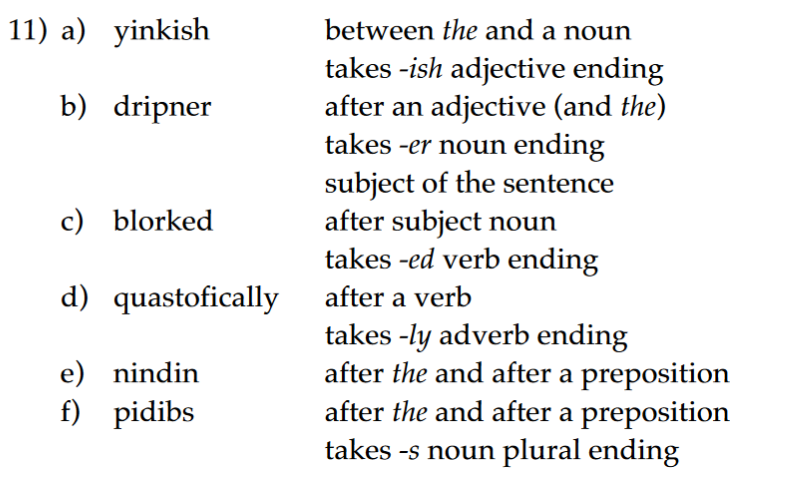 11) a) yinkish between the and a noun
takes -ish adjective ending
b) dripner after an adjective (and the)
takes -er noun ending
subject of the sentence
c) blorked after subject noun
takes -ed verb ending
d) quastofically after a verb
takes -ly adverb ending
e) nindin after the and after a preposition
f) pidibs after the and after a preposition
takes -s noun plural ending